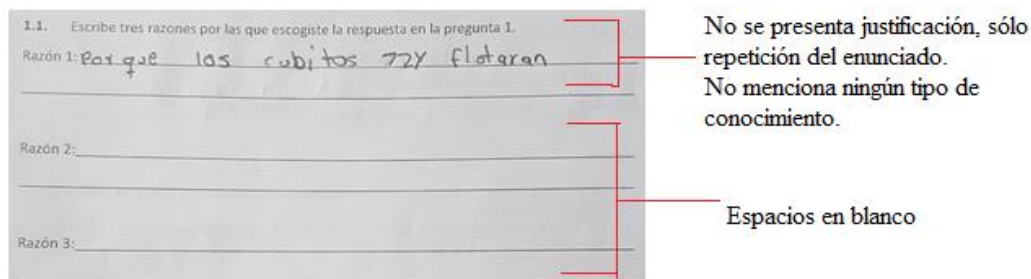 1.1. Escribe tres razones por las que escogiste la respuesta en la pregunta 1.
Razón 1: Por que los cubitos 72Y flotaran
Razón 2:
Razón 3:
No se presenta justificación, sólo
repetición del enunciado.
No menciona ningún tipo de
conocimiento.
Espacios en blanco